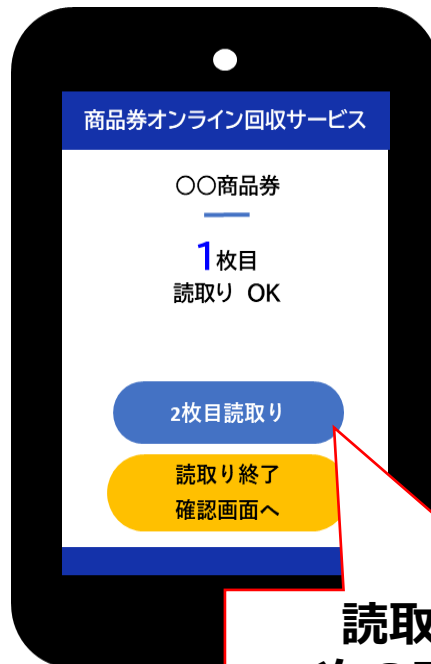 商品券オンライン回収サービス
〇〇商品券
1枚目
読取り OK
2枚目読取り
読取り終了
確認画面へ
読取